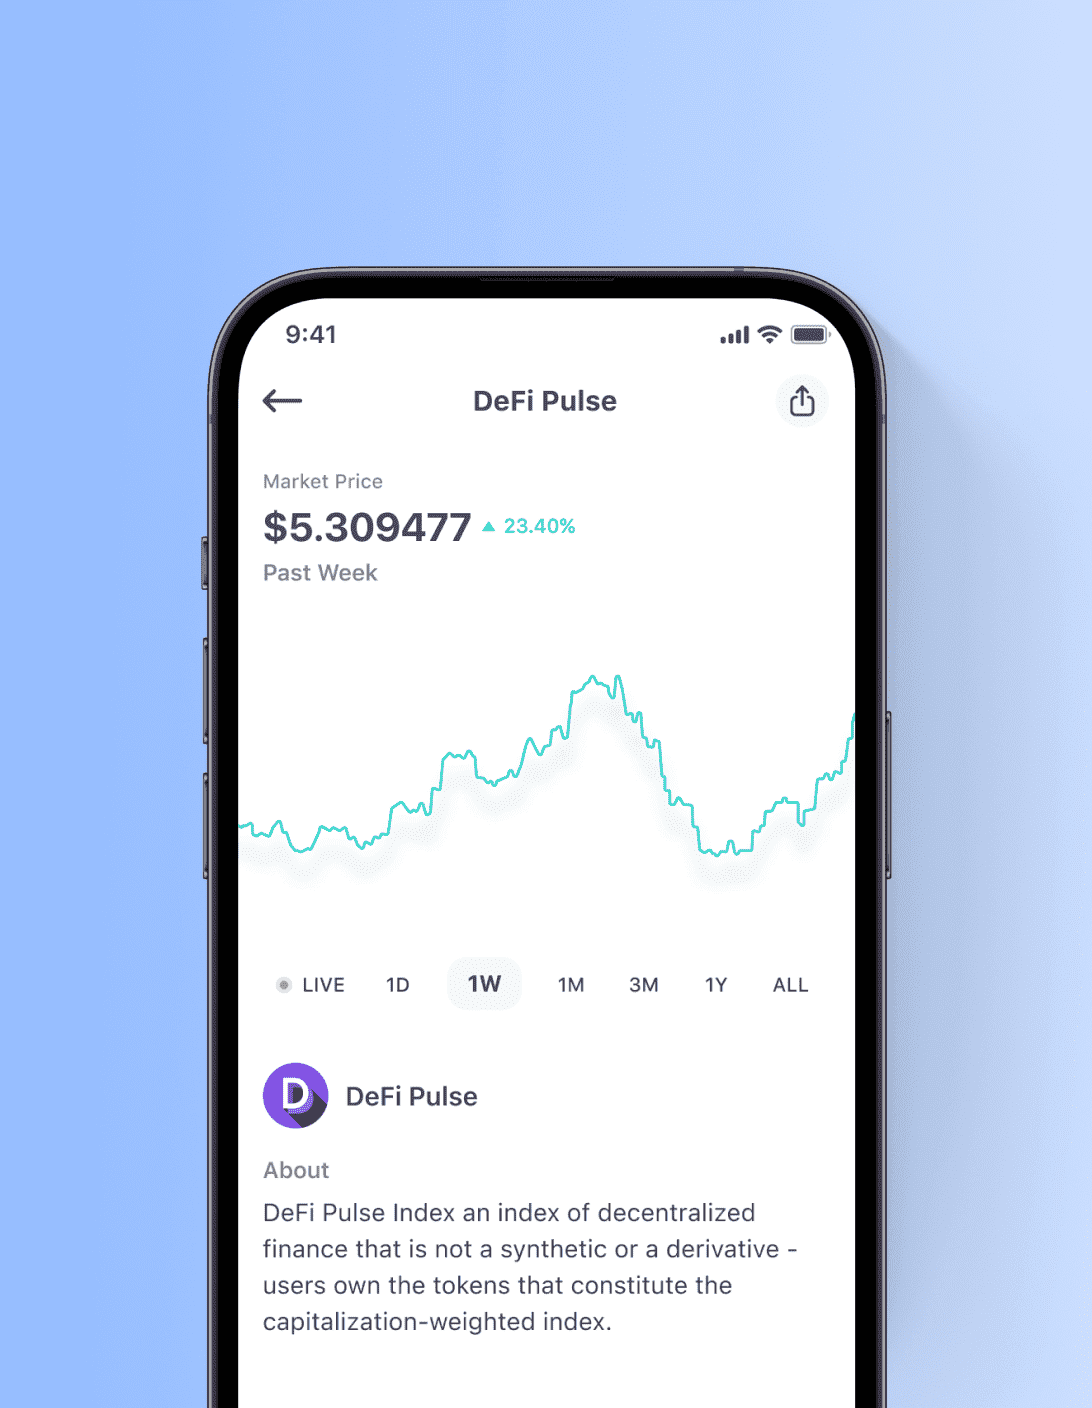 9:41
DeFi Pulse
Market Price
$5.309477 ▲ 23.40%
Past Week
LIVE 1D 1W 1M 3M 1Y ALL
D DeFi Pulse
About
DeFi Pulse Index an index of decentralized
finance that is not a synthetic or a derivative -
users own the tokens that constitute the
capitalization-weighted index.